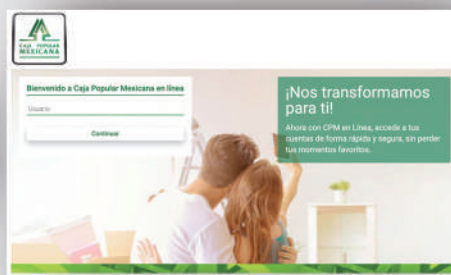 CAJA POPULAR
MEXICANA
Bienvenido a Caja Popular Mexicana en línea
Usuario
Continuar
¡Nos transformamos
para ti!
Ahora con CPM en Línea, accede a tus
cuentas de forma rápida y segura, sin perder
tus momentos favoritos.